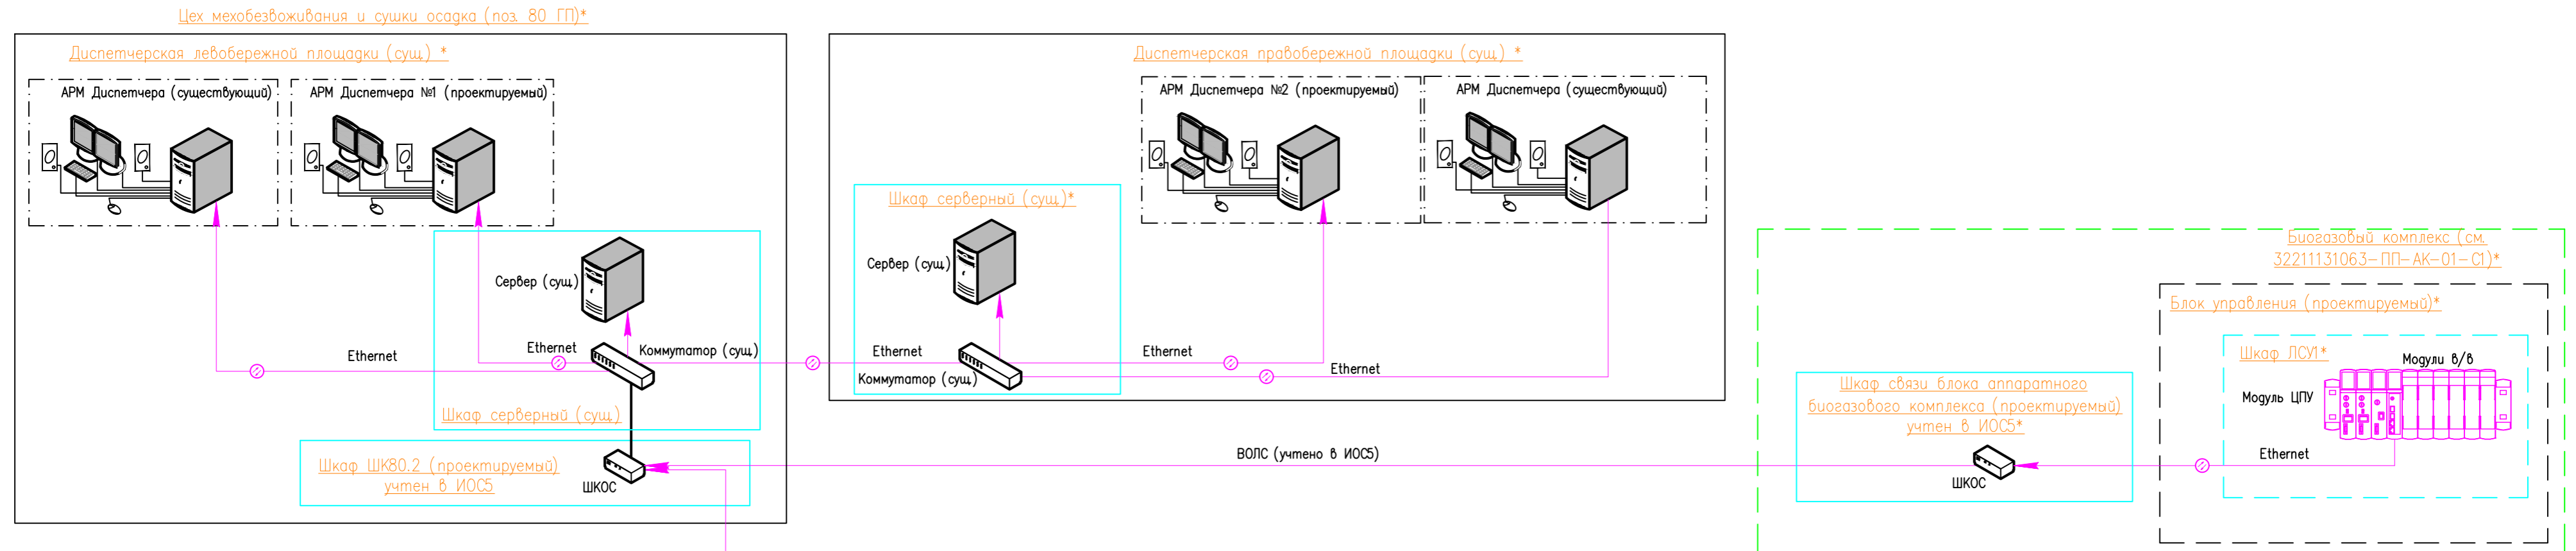 Цех мехобезвоживания и сушки осадка (поз. 80 ГП)*
Диспетчерская левобережной площадки (сущ.) *
АРМ Диспетчера (существующий)
АРМ Диспетчера №1 (проектируемый)
Сервер (сущ.)
Ethernet
Ethernet
Коммутатор (сущ.)
Шкаф серверный (сущ.)
Шкаф ШК80.2 (проектируемый)
учтен в ИОС5
ШКОС
Диспетчерская правобережной площадки (сущ.) *
АРМ Диспетчера №2 (проектируемый)
АРМ Диспетчера (существующий)
Шкаф серверный (сущ.)*
Сервер (сущ.)
Ethernet
Коммутатор (сущ.)
Ethernet
Ethernet
ВОЛС (учтено в ИОС5)
Биогазовый комплекс (см.
32211131063-ПП-АК-01-С1)*
Блок управления (проектируемый)*
Шкаф ЛСУ1*
Модули в/в
Модуль ЦПУ
Ethernet
Шкаф связи блока аппаратного
биогазового комплекса (проектируемый)
учтен в ИОС5*
ШКОС